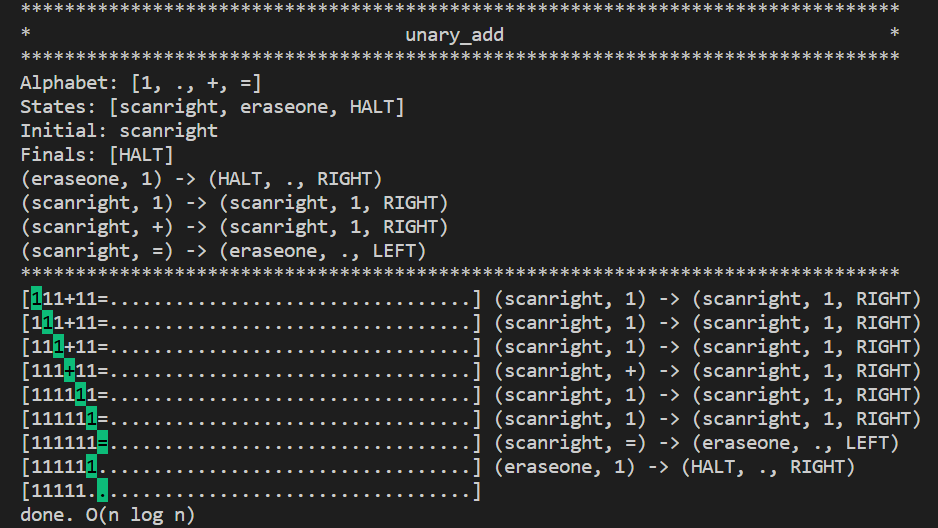 ********************************************************************************
*                                  unary_add                                   *
********************************************************************************
Alphabet: [1, ., +, =]
States: [scanright, eraseone, HALT]
Initial: scanright
Finals: [HALT]
(eraseone, 1) -> (HALT, ., RIGHT)
(scanright, 1) -> (scanright, 1, RIGHT)
(scanright, +) -> (scanright, 1, RIGHT)
(scanright, =) -> (eraseone, ., LEFT)
********************************************************************************
[111+11=.................................] (scanright, 1) -> (scanright, 1, RIGHT)
[111+11=.................................] (scanright, 1) -> (scanright, 1, RIGHT)
[111+11=.................................] (scanright, 1) -> (scanright, 1, RIGHT)
[111+11=.................................] (scanright, +) -> (scanright, 1, RIGHT)
[111111=.................................] (scanright, 1) -> (scanright, 1, RIGHT)
[111111=.................................] (scanright, 1) -> (scanright, 1, RIGHT)
[111111=.................................] (scanright, =) -> (eraseone, ., LEFT)
[111111..................................] (eraseone, 1) -> (HALT, ., RIGHT)
[11111...................................]
done. O(n log n)